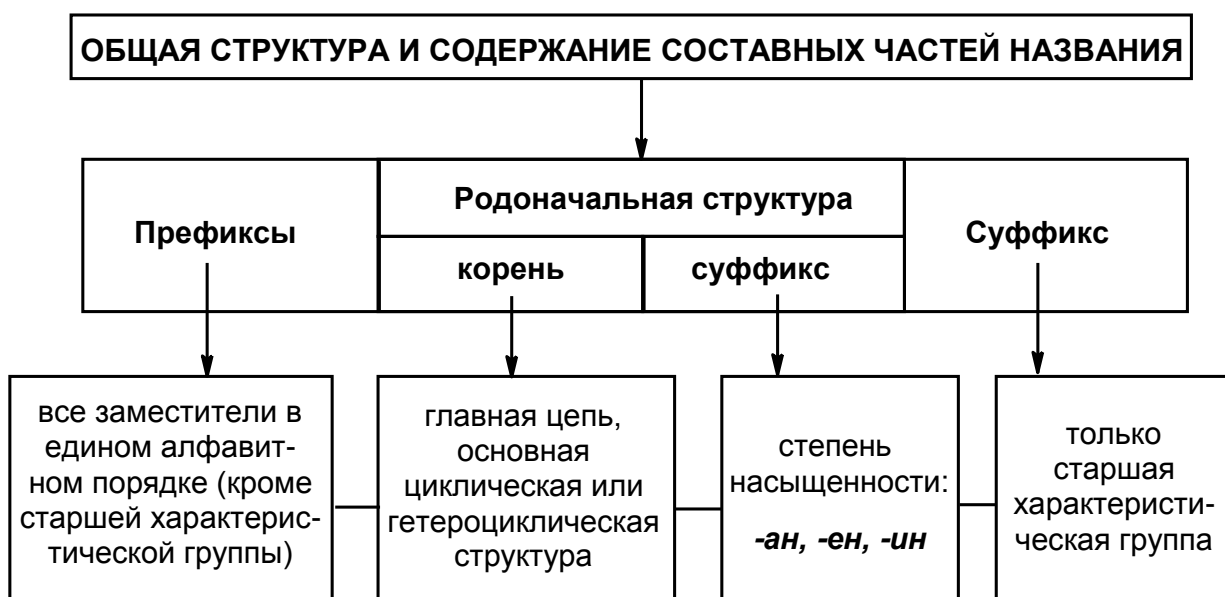 ОБЩАЯ СТРУКТУРА И СОДЕРЖАНИЕ СОСТАВНЫХ ЧАСТЕЙ НАЗВАНИЯ
Префиксы
Родоначальная структура
корень
суффикс
Суффикс
все заместители в
едином алфавит-
ном порядке (кроме
старшей характерис-
тической группы)
главная цепь,
основная
циклическая или
гетероциклическая
структура
степень
насыщенности:
-ан, -ен, -ин
только
старшая
характеристи-
ческая группа